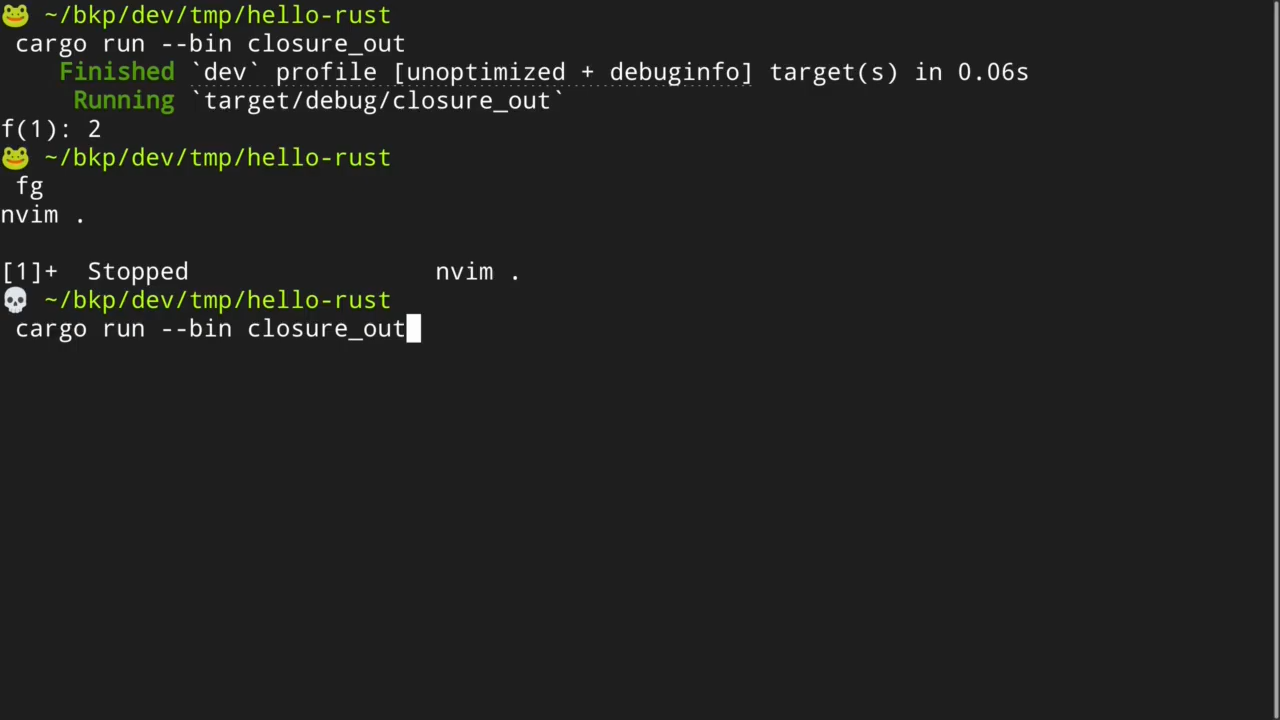 🐸 ~/bkp/dev/tmp/hello-rust
cargo run --bin closure_out
Finished `dev` profile [unoptimized + debuginfo] target(s) in 0.06s
Running `target/debug/closure_out`
f(1): 2
🐸 ~/bkp/dev/tmp/hello-rust
fg
nvim .
[1]+  Stopped                 nvim .
💀 ~/bkp/dev/tmp/hello-rust
cargo run --bin closure_out